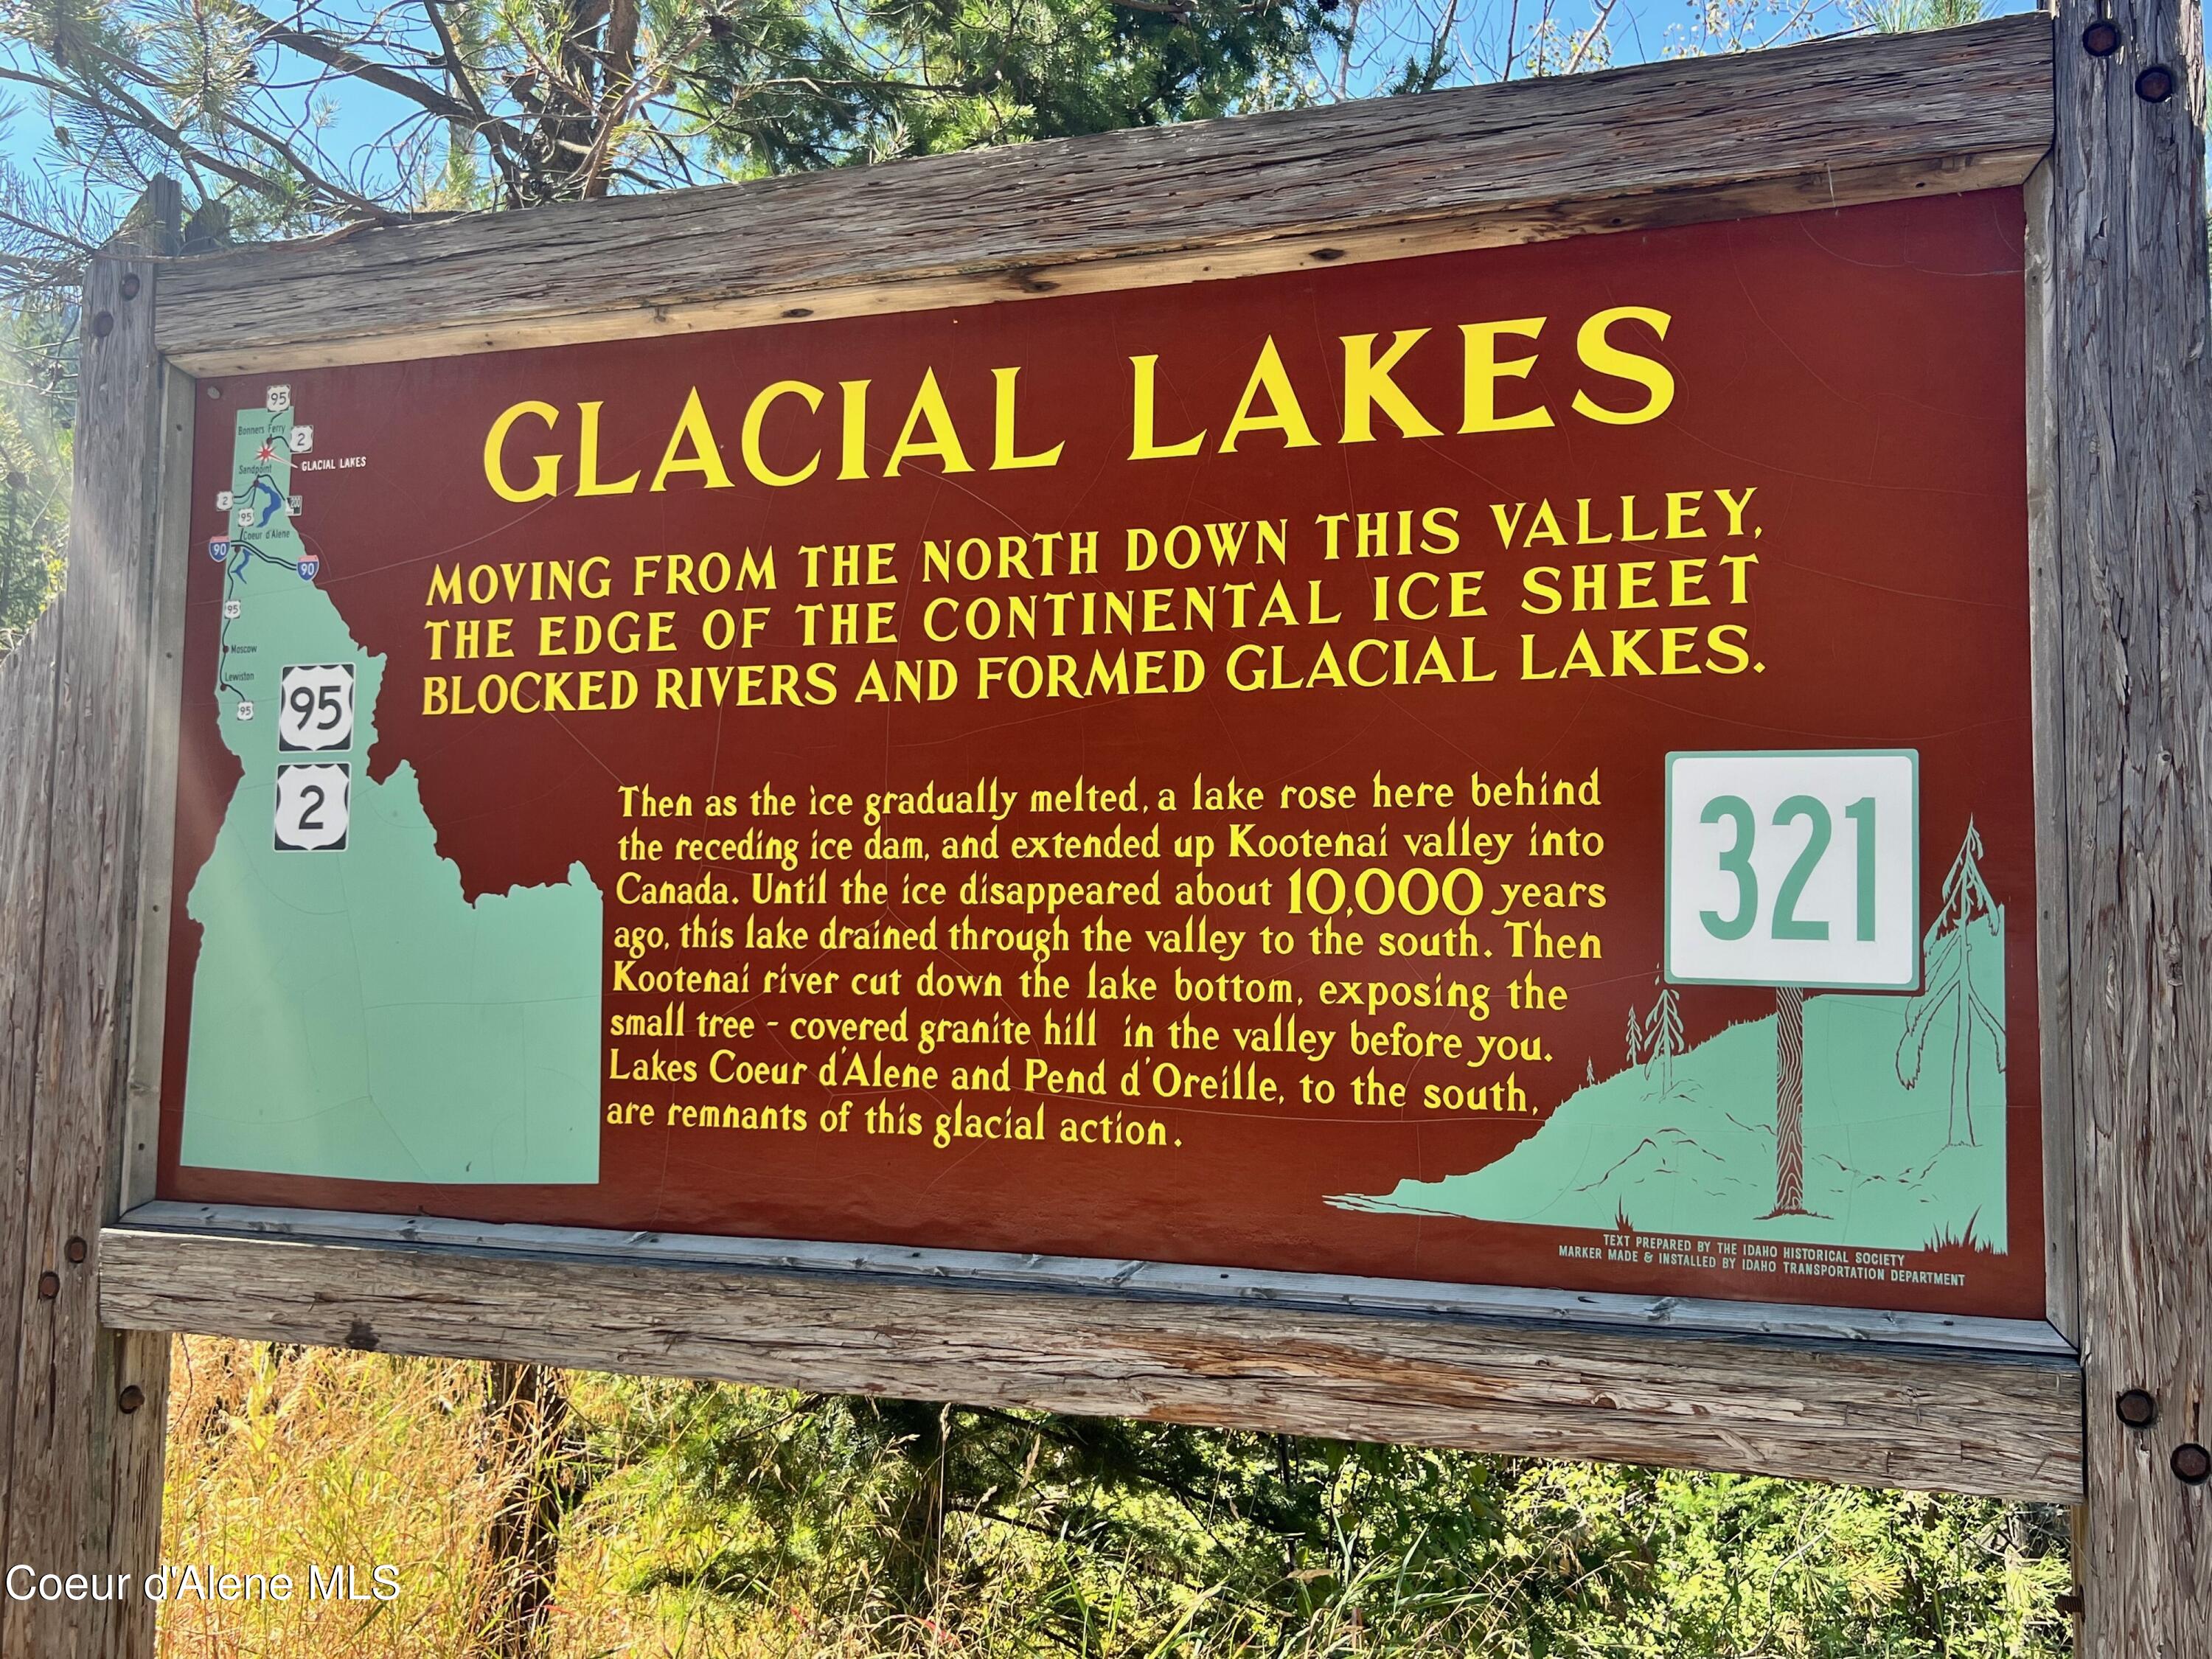 GLACIAL LAKES
MOVING FROM THE NORTH DOWN THIS VALLEY,
THE EDGE OF THE CONTINENTAL ICE SHEET
BLOCKED RIVERS AND FORMED GLACIAL LAKES.
Then as the ice gradually melted, a lake rose here behind
the receding ice dam, and extended up Kootenai valley into
Canada. Until the ice disappeared about 10,000 years
ago, this lake drained through the valley to the south. Then
Kootenai river cut down the lake bottom, exposing the
small tree - covered granite hill in the valley before you.
Lakes Coeur d'Alene and Pend d'Oreille, to the south,
are remnants of this glacial action.
95
Bonners Ferry
2
GLACIAL LAKES
Sandpoint
2
95
Coeur d'Alene
90
90
95
Moscow
Lewiston
95
95
2
321
TEXT PREPARED BY THE IDAHO HISTORICAL SOCIETY
MARKER MADE & INSTALLED BY IDAHO TRANSPORTATION DEPARTMENT
Coeur d'Alene MLS